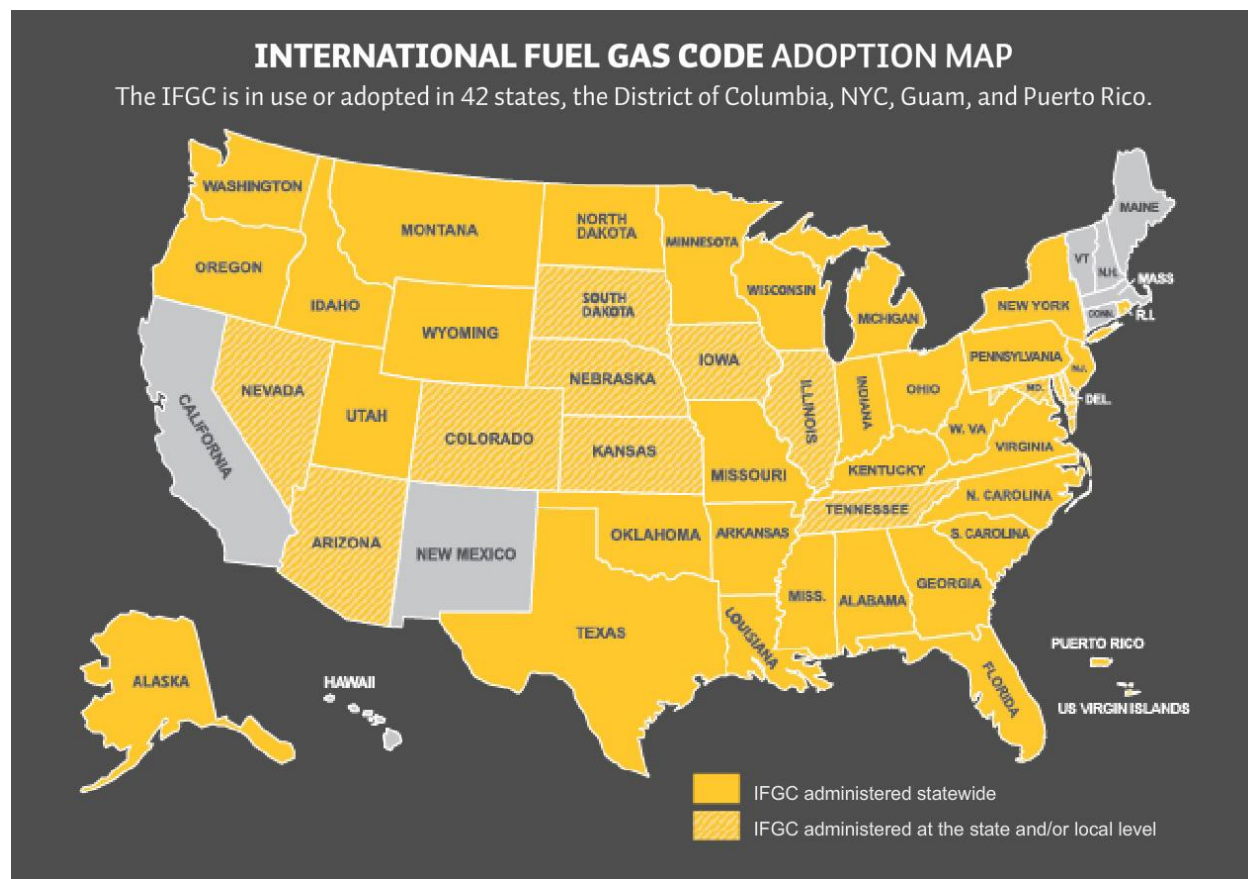 INTERNATIONAL FUEL GAS CODE ADOPTION MAP
The IFGC is in use or adopted in 42 states, the District of Columbia, NYC, Guam, and Puerto Rico.
WASHINGTON
MONTANA
NORTH
DAKOTA
MINNESOTA
MAINE
VT
N.H.
MASS
OREGON
IDAHO
WYOMING
SOUTH
DAKOTA
WISCONSIN
MICHIGAN
NEW YORK
CONN.
R.I.
NEVADA
UTAH
COLORADO
NEBRASKA
IOWA
ILLINOIS
INDIANA
OHIO
PENNSYLVANIA
N.J.
MD.
DEL.
CALIFORNIA
KANSAS
MISSOURI
KENTUCKY
W. VA
VIRGINIA
ARIZONA
NEW MEXICO
OKLAHOMA
ARKANSAS
TENNESSEE
N. CAROLINA
S. CAROLINA
TEXAS
LOUISIANA
MISS.
ALABAMA
GEORGIA
FLORIDA
ALASKA
HAWAII
PUERTO RICO
US VIRGIN ISLANDS
IFGC administered statewide
IFGC administered at the state and/or local level